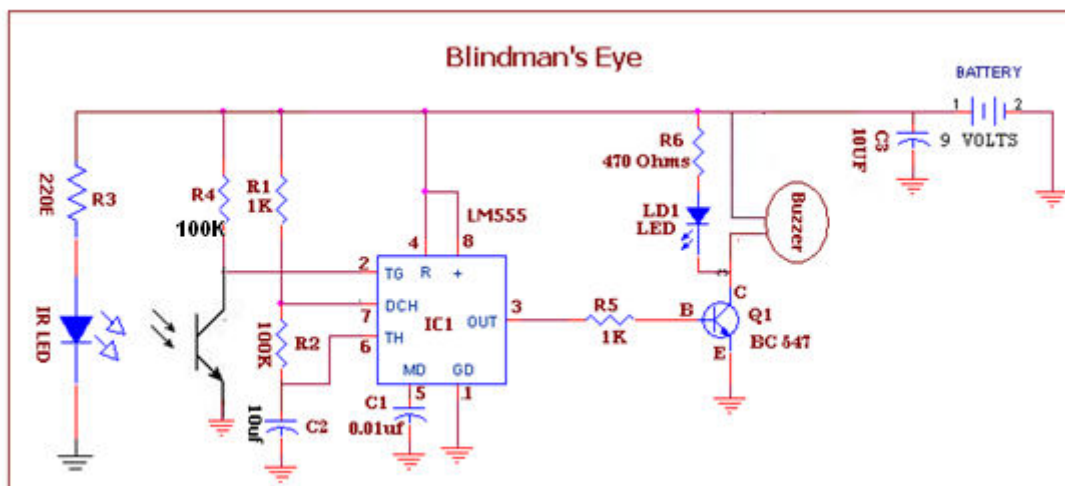 Blindman's Eye
BATTERY
1
2
9 VOLTS
C3
10UF
R6
470 Ohms
R3
220E
R4
100K
R1
1K
LM555
LD1
LED
Buzzer
4
8
2
TG
R
+
3
C
7
DCH
IC1
OUT
3
R5
1K
B
Q1
BC 547
E
IR LED
100K
R2
6
TH
MD
GD
5
1
C1
0.01uf
10uf
C2